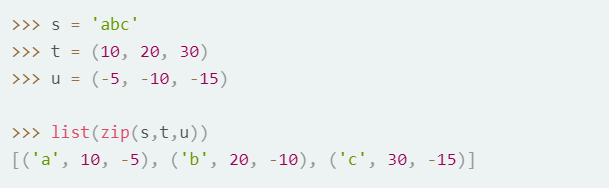 >>> s = 'abc'
>>> t = (10, 20, 30)
>>> u = (-5, -10, -15)
>>> list(zip(s,t,u))
[('a', 10, -5), ('b', 20, -10), ('c', 30, -15)]